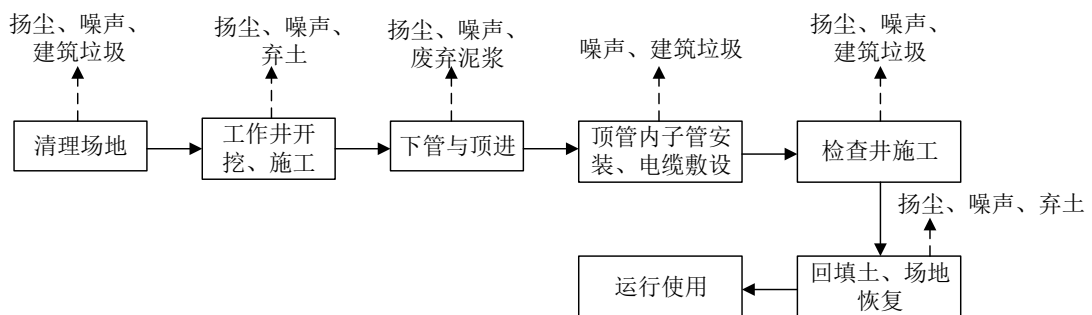 扬尘、噪声、
建筑垃圾
扬尘、噪声、
弃土
扬尘、噪声、
废弃泥浆
噪声、建筑垃圾
扬尘、噪声、
建筑垃圾
清理场地
工作井开
挖、施工
下管与顶进
顶管内子管安
装、电缆敷设
检查井施工
扬尘、噪声、弃土
运行使用
回填土、场地
恢复